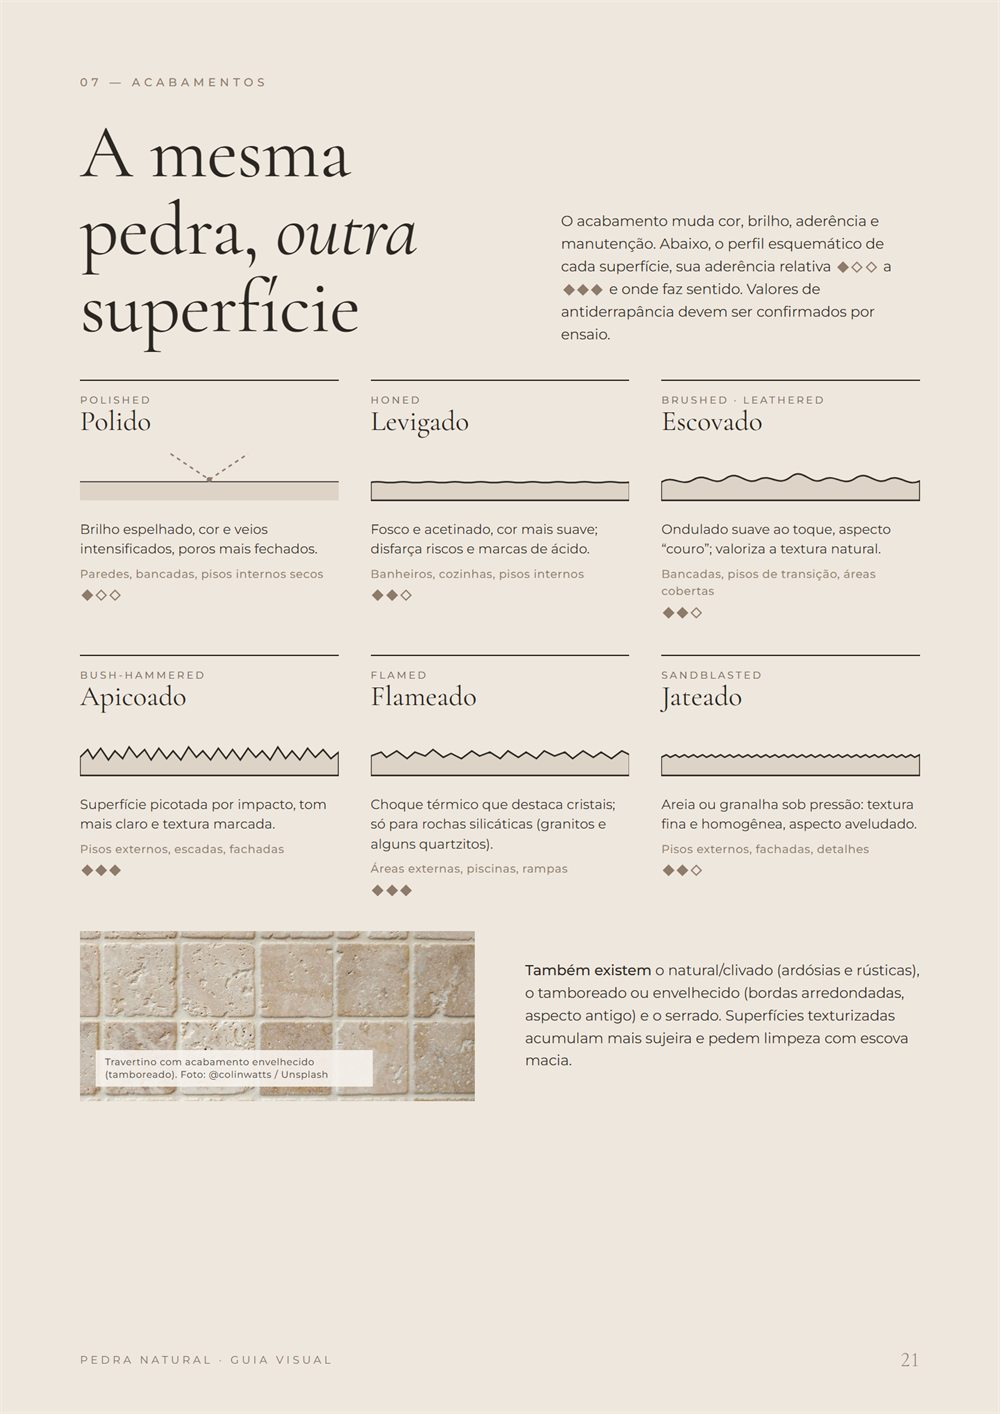 07 — ACABAMENTOS
A mesma
pedra, outra
superfície
O acabamento muda cor, brilho, aderência e
manutenção. Abaixo, o perfil esquemático de
cada superfície, sua aderência relativa ◆◇◇ a
◆◆◆ e onde faz sentido. Valores de
antiderrapância devem ser confirmados por
ensaio.
POLISHED
Polido
Brilho espelhado, cor e veios
intensificados, poros mais fechados.
Paredes, bancadas, pisos internos secos
◆◇◇
HONED
Levigado
Fosco e acetinado, cor mais suave;
disfarça riscos e marcas de ácido.
Banheiros, cozinhas, pisos internos
◆◆◇
BRUSHED · LEATHERED
Escovado
Ondulado suave ao toque, aspecto
“couro”; valoriza a textura natural.
Bancadas, pisos de transição, áreas
cobertas
◆◆◇
BUSH-HAMMERED
Apicoado
Superfície picotada por impacto, tom
mais claro e textura marcada.
Pisos externos, escadas, fachadas
◆◆◆
FLAMED
Flameado
Choque térmico que destaca cristais;
só para rochas silicáticas (granitos e
alguns quartzitos).
Áreas externas, piscinas, rampas
◆◆◆
SANDBLASTED
Jateado
Areia ou granalha sob pressão: textura
fina e homogênea, aspecto aveludado.
Pisos externos, fachadas, detalhes
◆◆◇
Travertino com acabamento envelhecido
(tamboreado). Foto: @colinwatts / Unsplash
Também existem o natural/clivado (ardósias e rústicas),
o tamboreado ou envelhecido (bordas arredondadas,
aspecto antigo) e o serrado. Superfícies texturizadas
acumulam mais sujeira e pedem limpeza com escova
macia.
PEDRA NATURAL · GUIA VISUAL
21